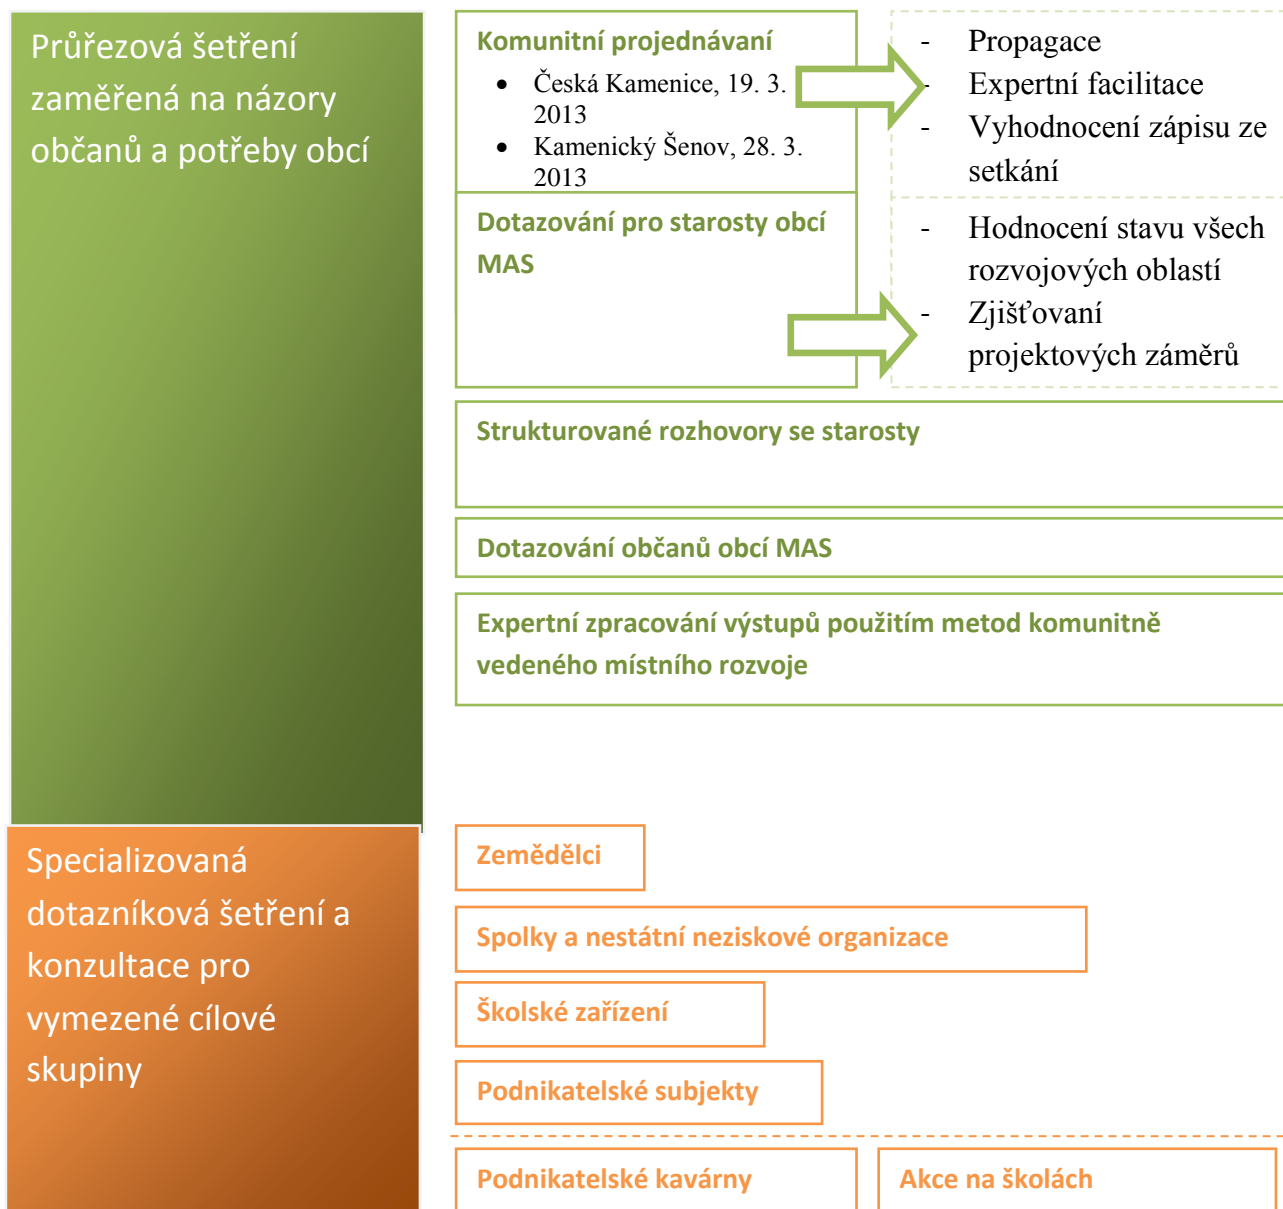 Průřezová šetření
zaměřená na názory
občanů a potřeby obcí
Komunitní projednávaní
• Česká Kamenice, 19. 3.
2013
• Kamenický Šenov, 28. 3.
2013
- Propagace
- Expertní facilitace
- Vyhodnocení zápisu ze
setkání
Dotazování pro starosty obcí
MAS
- Hodnocení stavu všech
rozvojových oblastí
- Zjišťovaní
projektových záměrů
Strukturované rozhovory se starosty
Dotazování občanů obcí MAS
Expertní zpracování výstupů použitím metod komunitně
vedeného místního rozvoje
Specializovaná
dotazníková šetření a
konzultace pro
vymezené cílové
skupiny
Zemědělci
Spolky a nestátní neziskové organizace
Školské zařízení
Podnikatelské subjekty
Podnikatelské kavárny
Akce na školách